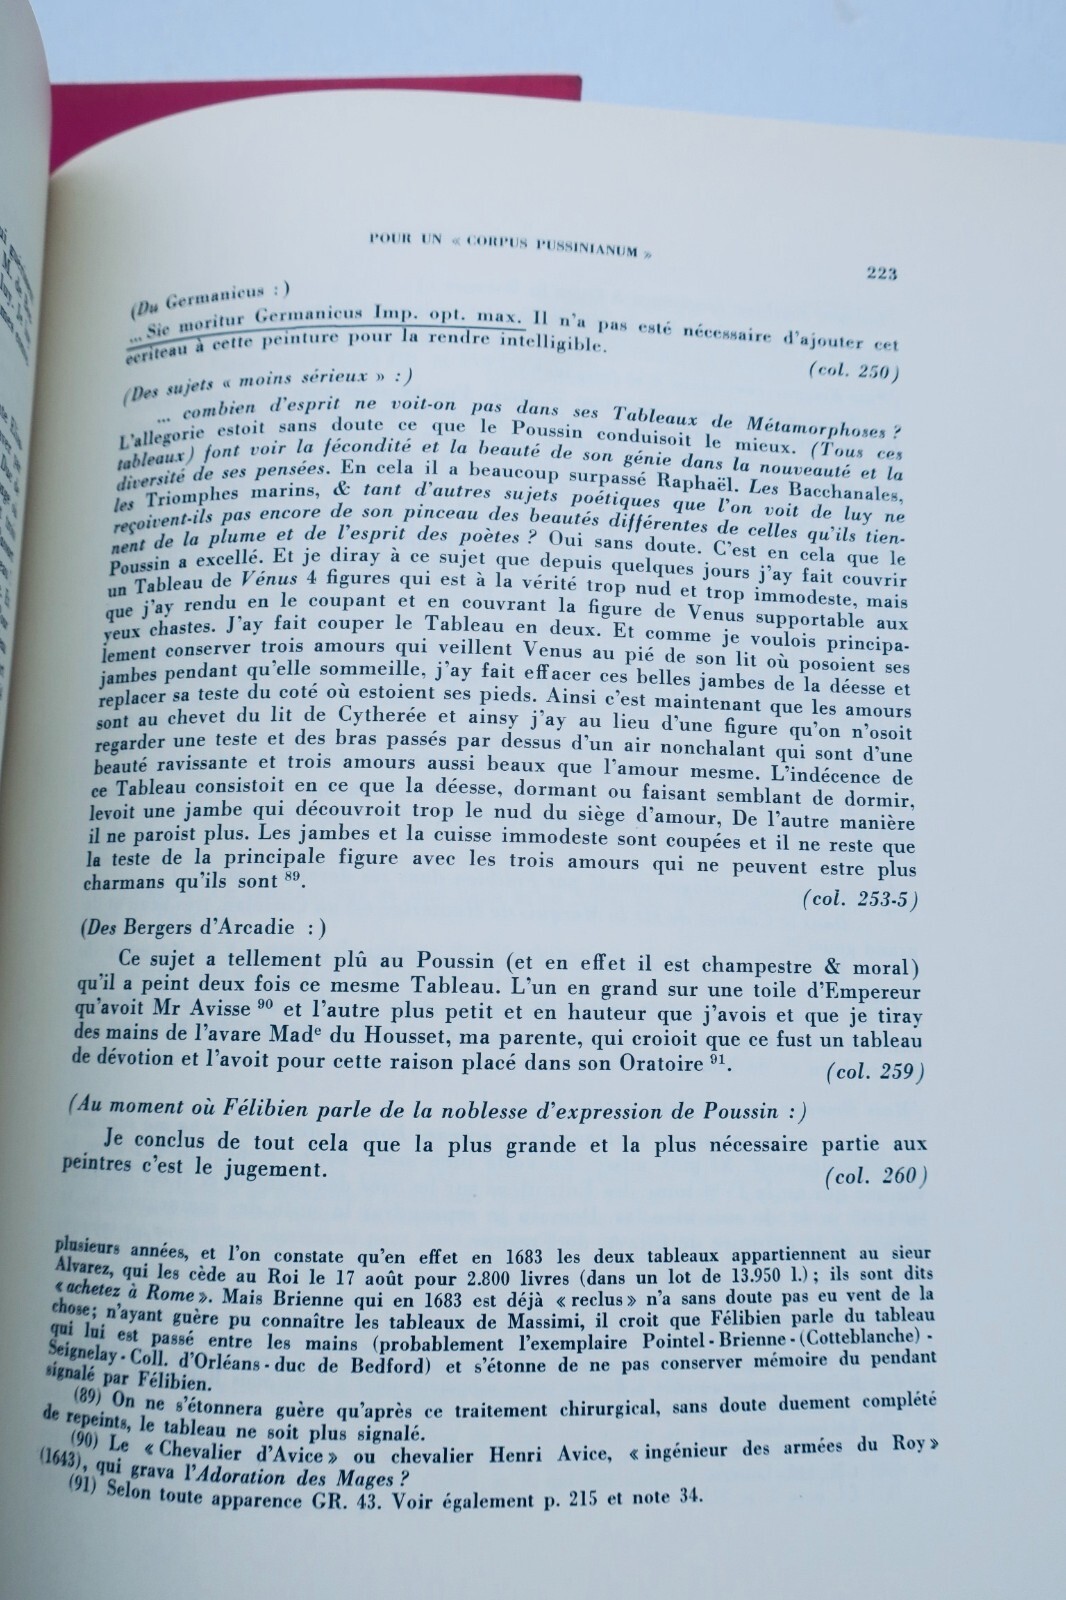 POUR UN « CORPUS PUSSINIANUM »
223
(Du Germanicus :)
... Sic moritur Germanicus Imp. opt. max. Il n'a pas esté nécessaire d'ajouter cet
ecriteau à cette peinture pour la rendre intelligible.
(col. 250)
(Des sujets « moins sérieux » :)
... combien d'esprit ne voit-on pas dans ses Tableaux de Métamorphoses ?
L'allegorie estoit sans doute ce que le Poussin conduisoit le mieux. (Tous ces
tableaux) font voir la fécondité et la beauté de son génie dans la nouveauté et la
diversité de ses pensées. En cela il a beaucoup surpassé Raphaël. Les Bacchanales,
les Triomphes marins, & tant d'autres sujets poétiques que l'on voit de luy ne
reçoivent-ils pas encore de son pinceau des beautés différentes de celles qu'ils tien-
nent de la plume et de l'esprit des poètes ? Oui sans doute. C'est en cela que le
Poussin a excellé. Et je diray à ce sujet que depuis quelques jours j'ay fait couvrir
un Tableau de Vénus 4 figures qui est à la vérité trop nud et trop immodeste, mais
que j'ay rendu en le coupant et en couvrant la figure de Venus supportable aux
yeux chastes. J'ay fait couper le Tableau en deux. Et comme je voulois principa-
lement conserver trois amours qui veillent Venus au pié de son lit où posoient ses
jambes pendant qu'elle sommeille, j'ay fait effacer ces belles jambes de la déesse et
replacer sa teste du coté où estoient ses pieds. Ainsi c'est maintenant que les amours
sont au chevet du lit de Cytherée et ainsy j'ay au lieu d'une figure qu'on n'osoit
regarder une teste et des bras passés par dessus d'un air nonchalant qui sont d'une
beauté ravissante et trois amours aussi beaux que l'amour mesme. L'indécence de
ce Tableau consistoit en ce que la déesse, dormant ou faisant semblant de dormir,
levoit une jambe qui découvroit trop le nud du siège d'amour, De l'autre manière
il ne paroist plus. Les jambes et la cuisse immodeste sont coupées et il ne reste que
la teste de la principale figure avec les trois amours qui ne peuvent estre plus
charmans qu'ils sont 89.
(col. 253-5)
(Des Bergers d'Arcadie :)
Ce sujet a tellement plû au Poussin (et en effet il est champestre & moral)
qu'il a peint deux fois ce mesme Tableau. L'un en grand sur une toile d'Empereur
qu'avoit Mr Avisse 90 et l'autre plus petit et en hauteur que j'avois et que je tiray
des mains de l'avare Made du Housset, ma parente, qui croioit que ce fust un tableau
de dévotion et l'avoit pour cette raison placé dans son Oratoire 91.
(col. 259)
(Au moment où Félibien parle de la noblesse d'expression de Poussin :)
Je conclus de tout cela que la plus grande et la plus nécessaire partie aux
peintres c'est le jugement.
(col. 260)
plusieurs années, et l'on constate qu'en effet en 1683 les deux tableaux appartiennent au sieur
Alvarez, qui les cède au Roi le 17 août pour 2.800 livres (dans un lot de 13.950 l.) ; ils sont dits
« achetez à Rome ». Mais Brienne qui en 1683 est déjà « reclus » n'a sans doute pas eu vent de la
chose; n'ayant guère pu connaître les tableaux de Massimi, il croit que Félibien parle du tableau
qui lui est passé entre les mains (probablement l'exemplaire Pointel - Brienne - (Cotteblanche) -
Seignelay - Coll. d'Orléans - duc de Bedford) et s'étonne de ne pas conserver mémoire du pendant
signalé par Félibien.
(89) On ne s'étonnera guère qu'après ce traitement chirurgical, sans doute duement complété
de repeints, le tableau ne soit plus signalé.
(90) Le « Chevalier d'Avice » ou chevalier Henri Avice, « ingénieur des armées du Roy »
(1643), qui grava l'Adoration des Mages ?
(91) Selon toute apparence GR. 43. Voir également p. 215 et note 34.